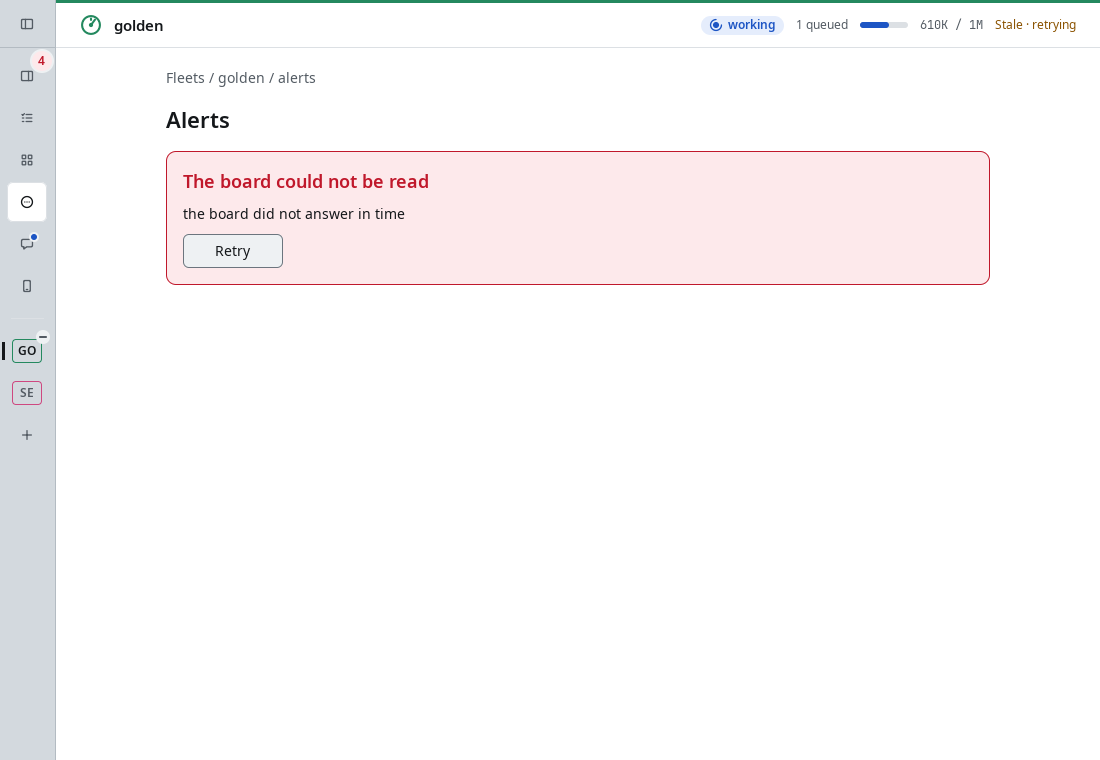 golden
working
1 queued
610K / 1M
Stale · retrying
4
GO
SE
Fleets / golden / alerts
Alerts
The board could not be read
the board did not answer in time
Retry